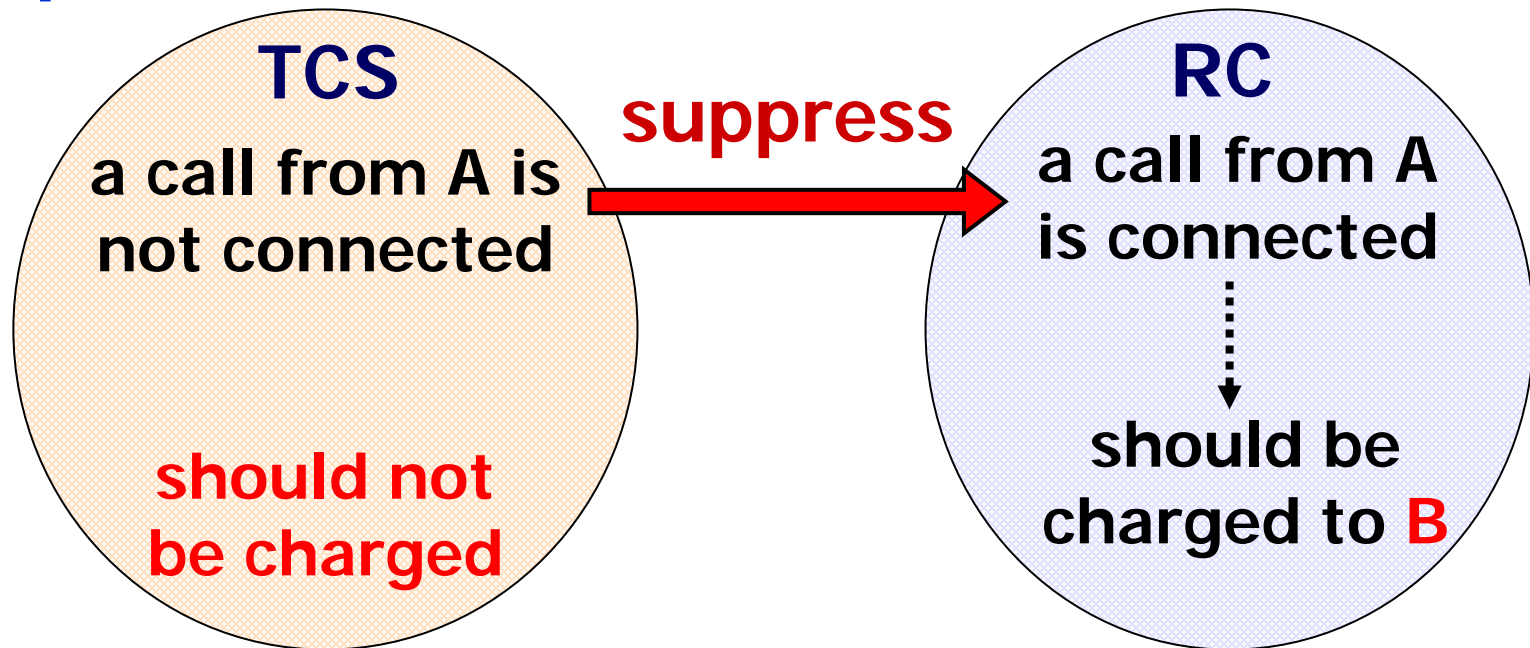 TCS
a call from A is
not connected
should not
be charged
suppress
RC
a call from A
is connected
should be
charged to B